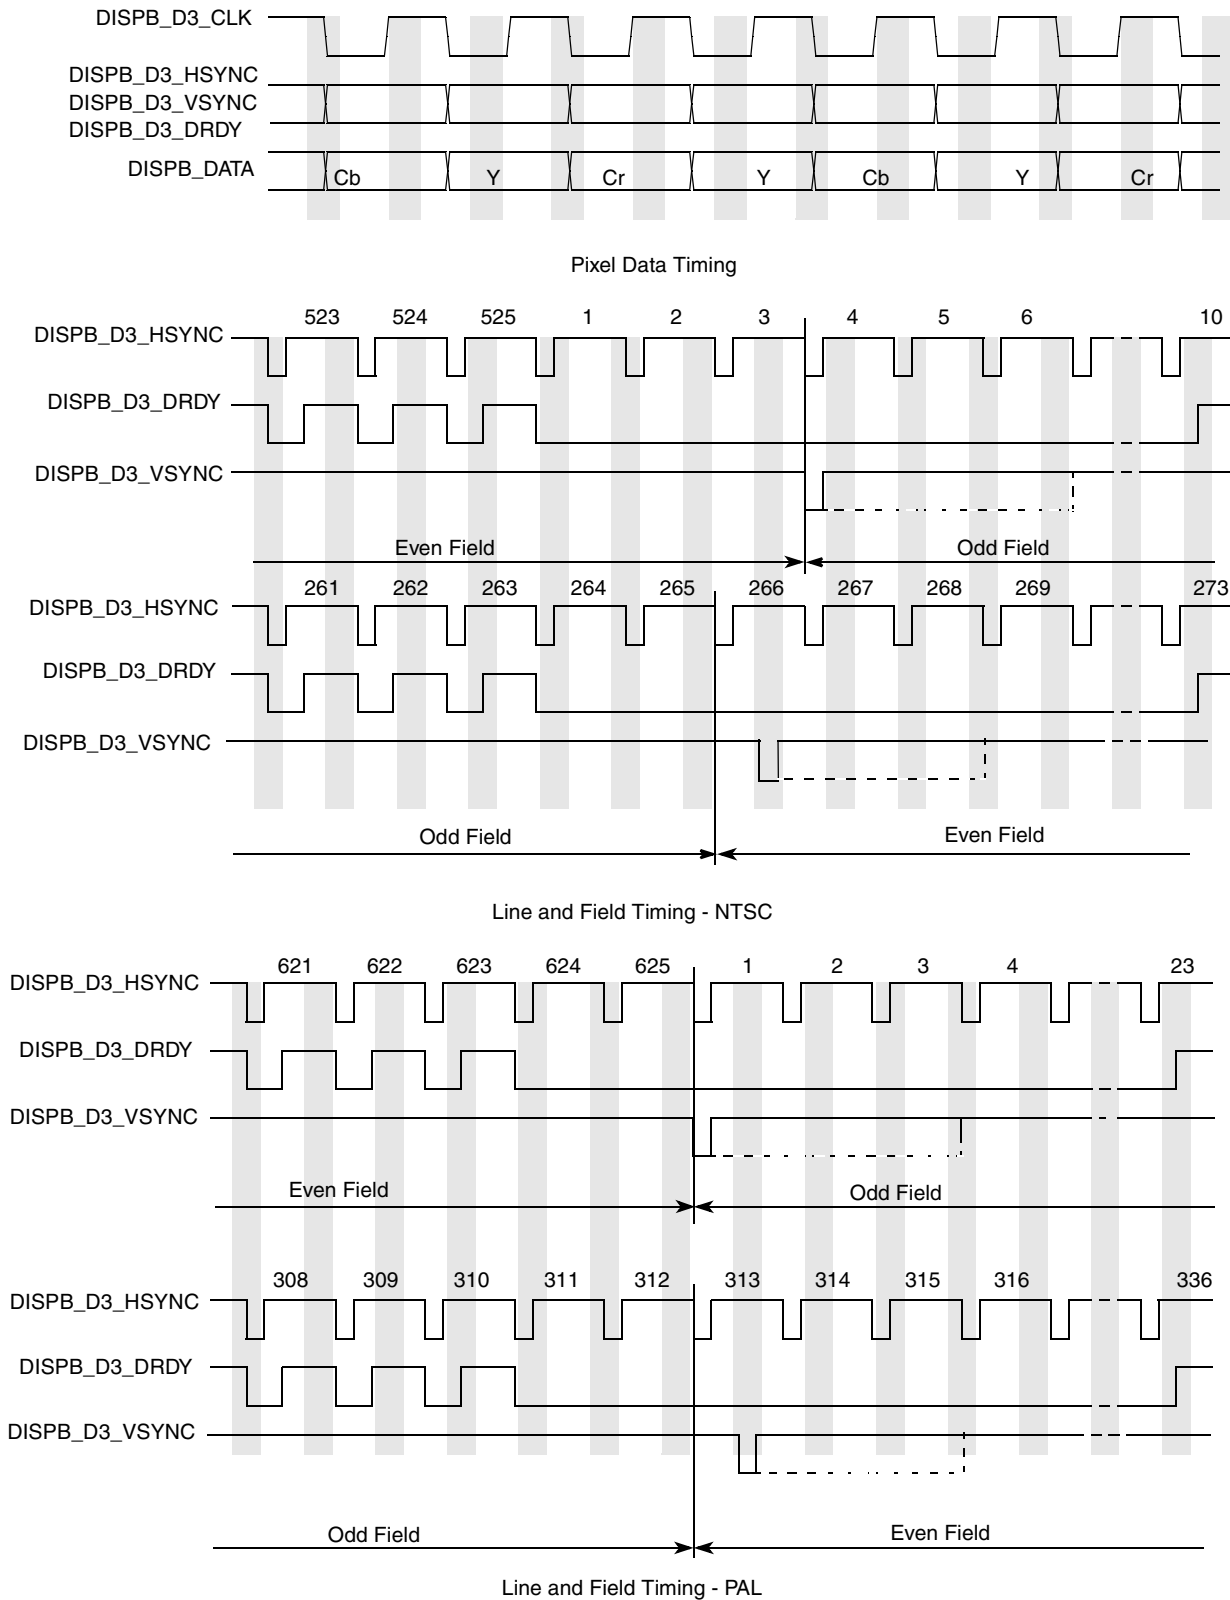 DISPB_D3_CLK
DISPB_D3_HSYNC
DISPB_D3_VSYNC
DISPB_D3_DRDY
DISPB_DATA Cb Y Cr Y Cb Y Cr
Pixel Data Timing
523 524 525 1 2 3 4 5 6 10
DISPB_D3_HSYNC
DISPB_D3_DRDY
DISPB_D3_VSYNC
Even Field Odd Field
261 262 263 264 265 266 267 268 269 273
DISPB_D3_HSYNC
DISPB_D3_DRDY
DISPB_D3_VSYNC
Odd Field Even Field
Line and Field Timing - NTSC
621 622 623 624 625 1 2 3 4 23
DISPB_D3_HSYNC
DISPB_D3_DRDY
DISPB_D3_VSYNC
Even Field Odd Field
308 309 310 311 312 313 314 315 316 336
DISPB_D3_HSYNC
DISPB_D3_DRDY
DISPB_D3_VSYNC
Odd Field Even Field
Line and Field Timing - PAL